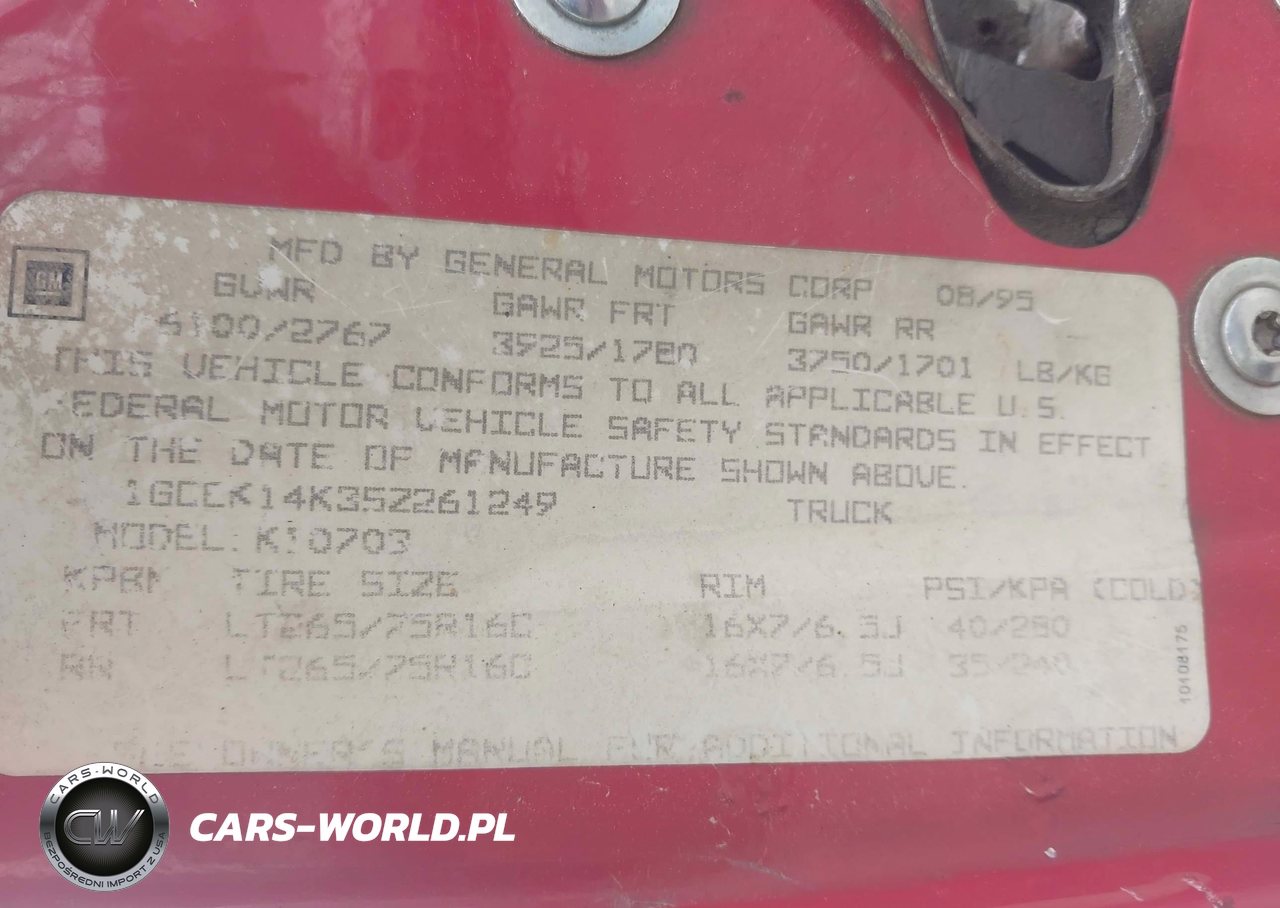 MFD BY GENERAL MOTORS CORP 08/95
GM
GVWR GAWR FRT GAWR RR
6100/2767 3925/1780 3750/1701 LB/KG
THIS VEHICLE CONFORMS TO ALL APPLICABLE U.S.
FEDERAL MOTOR VEHICLE SAFETY STANDARDS IN EFFECT
ON THE DATE OF MANUFACTURE SHOWN ABOVE.
1GCEK14K3SZ261249 TRUCK
MODEL: K10703
TIRE SIZE RIM PSI/KPA (COLD)
FRT LT265/75R16C 16X7/6.5J 40/280
RR LT265/75R16C 16X7/6.5J 35/240
SEE OWNER'S MANUAL FOR ADDITIONAL INFORMATION
10108175
CARS-WORLD
CW
BEZPOŚREDNI IMPORT Z USA
CARS-WORLD.PL